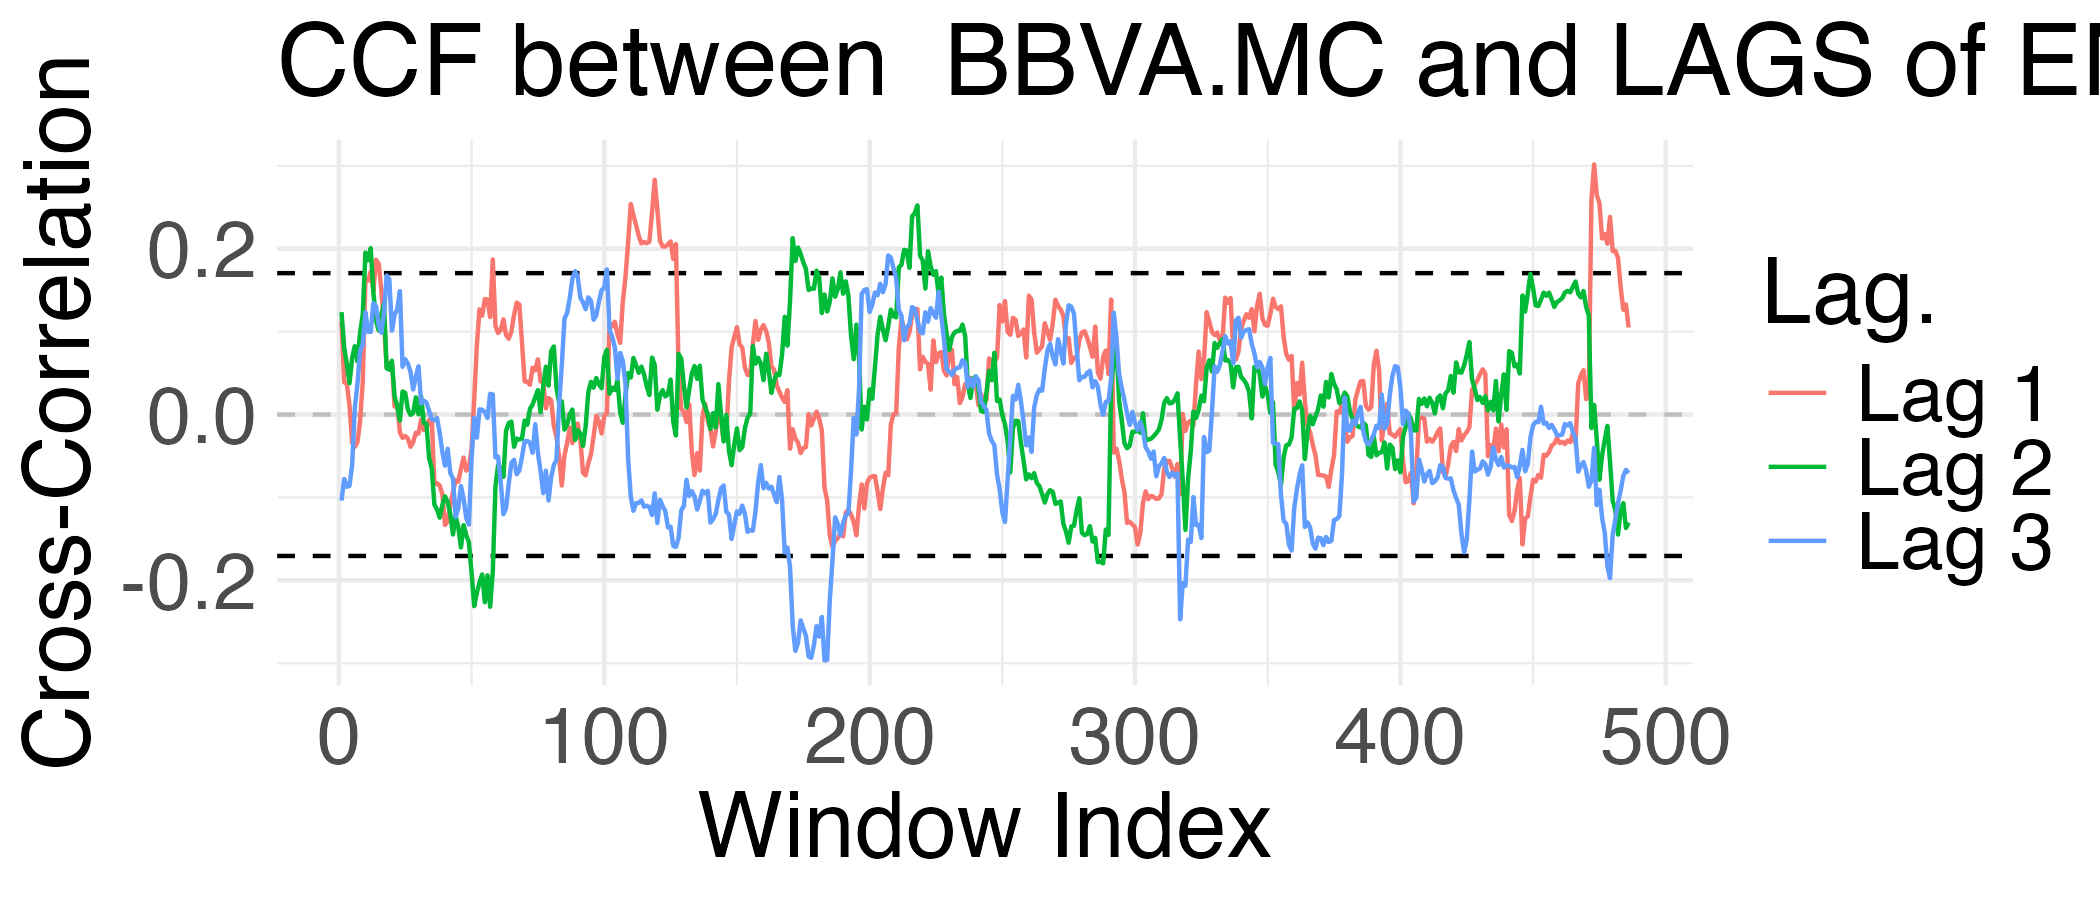 CCF between BBVA.MC and LAGS of
Cross-Correlation
0.2
0.0
-0.2
0
100
200
300
400
500
Window Index
Lag.
Lag 1
Lag 2
Lag 3